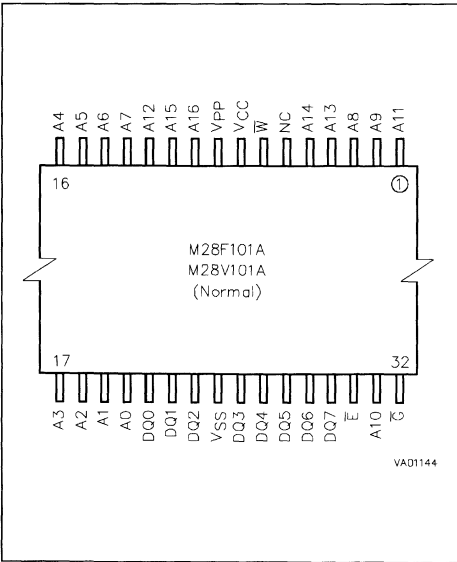 A4 A5 A6 A7 A12 A15 A16 VPP VCC W̅ NC A14 A13 A8 A9 A11
16 1
M28F101A
M28V101A
(Normal)
17 32
A3 A2 A1 A0 DQ0 DQ1 DQ2 VSS DQ3 DQ4 DQ5 DQ6 DQ7 E̅ A10 G̅
VA01144